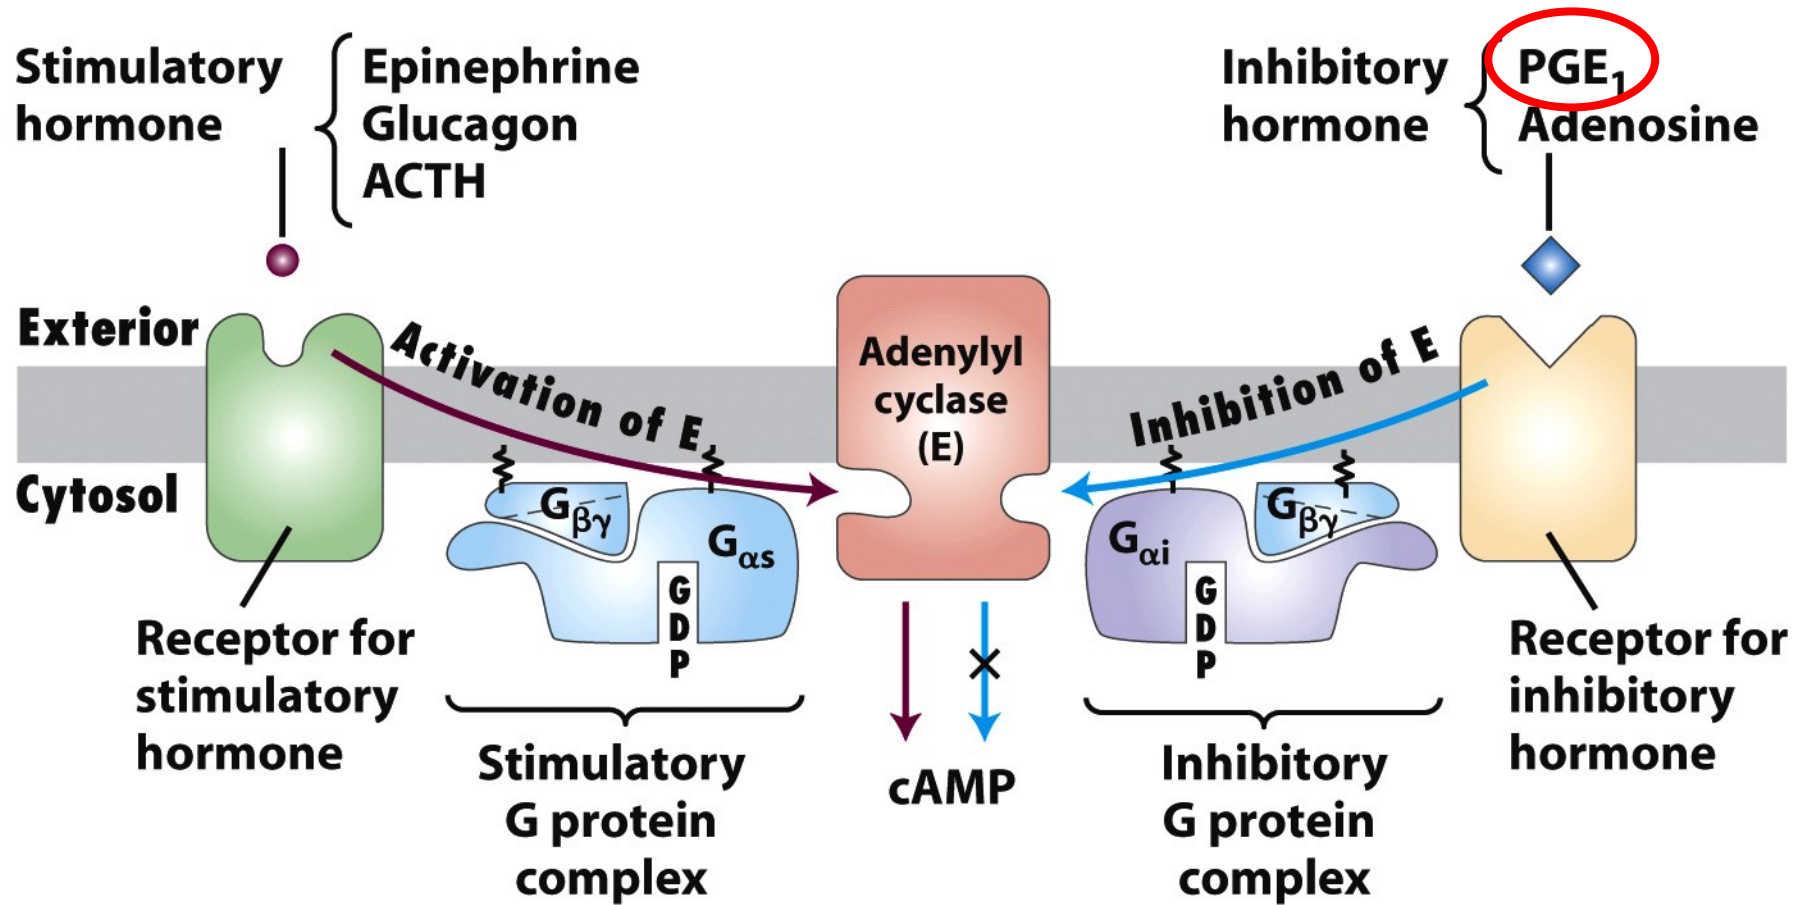 Stimulatory
hormone
Epinephrine
Glucagon
ACTH
Inhibitory
hormone
PGE₁
Adenosine
Exterior
Activation of E
Adenylyl
cyclase
(E)
Inhibition of E
Cytosol
Gβγ
Gαs
GDP
Gαi
Gβγ
GDP
Receptor for
stimulatory
hormone
Stimulatory
G protein
complex
cAMP
Inhibitory
G protein
complex
Receptor for
inhibitory
hormone